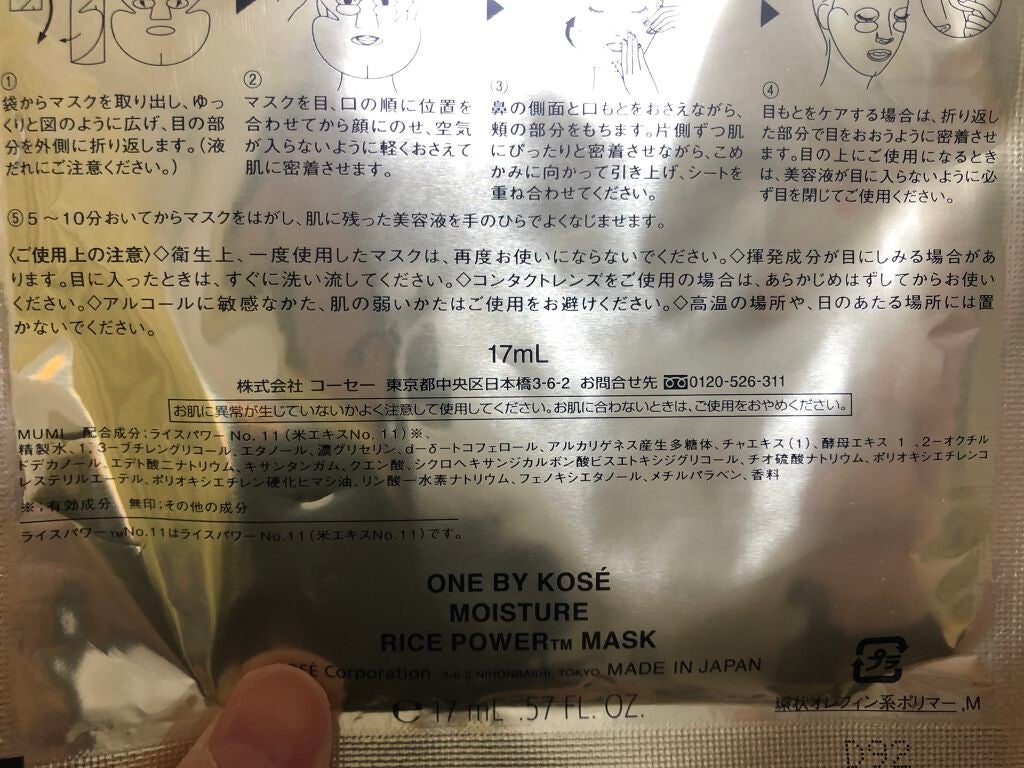 ①
袋からマスクを取り出し、ゆっ
くりと図のように広げ、目の部
分を外側に折り返します。（液
だれにご注意ください。）
②
マスクを目、口の順に位置を
合わせてから顔にのせ、空気
が入らないように軽くおさえて
肌に密着させます。
③
鼻の側面と口もとをおさえながら、
頬の部分をもちます。片側ずつ肌
にぴったりと密着させながら、こめ
かみに向かって引き上げ、シートを
重ね合わせてください。
④
目もとをケアする場合は、折り返し
た部分で目をおおうように密着させ
ます。目の上にご使用になるとき
は、美容液が目に入らないように必
ず目を閉じてご使用ください。
⑤5～10分おいてからマスクをはがし、肌に残った美容液を手のひらでよくなじませます。
〈ご使用上の注意〉◇衛生上、一度使用したマスクは、再度お使いにならないでください。◇揮発成分が目にしみる場合があ
ります。目に入ったときは、すぐに洗い流してください。◇コンタクトレンズをご使用の場合は、あらかじめはずしてからお使い
ください。◇アルコールに敏感なかた、肌の弱いかたはご使用をお避けください。◇高温の場所や、日のあたる場所には置
かないでください。
17mL
株式会社 コーセー 東京都中央区日本橋3-6-2 お問合せ先 0120-526-311
お肌に異常が生じていないかよく注意して使用してください。お肌に合わないときは、ご使用をおやめください。
MUMI 配合成分：ライスパワー No.11（米エキスNo.11）※、
精製水、1,3-ブチレングリコール、エタノール、濃グリセリン、d-δ-トコフェロール、アルカリゲネス産生多糖体、チャエキス（1）、酵母エキス 1 、2-オクチル
ドデカノール、エデト酸二ナトリウム、キサンタンガム、クエン酸、シクロヘキサンジカルボン酸ビスエトキシジグリコール、チオ硫酸ナトリウム、ポリオキシエチレンコ
レステリルエーテル、ポリオキシエチレン硬化ヒマシ油、リン酸一水素ナトリウム、フェノキシエタノール、メチルパラベン、香料
※；有効成分 無印；その他の成分
ライスパワー™No.11はライスパワー No.11（米エキスNo.11）です。
ONE BY KOSÉ
MOISTURE
RICE POWER™ MASK
SÉ Corporation 3-6-2 NIHONBASHI, TOKYO MADE IN JAPAN
プラ
℮ 17 mL .57 FL. OZ.
環状オレフィン系ポリマー,M
D92